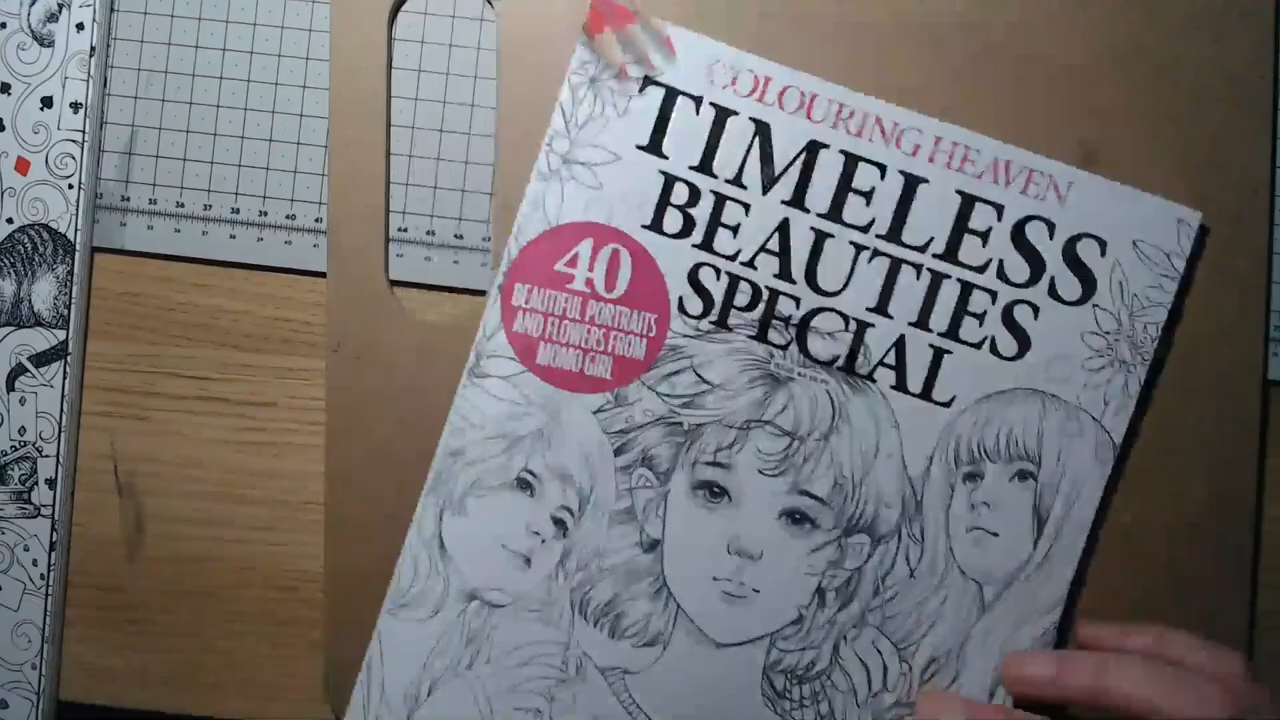 COLOURING HEAVEN
TIMELESS
BEAUTIES
SPECIAL
40
BEAUTIFUL PORTRAITS
AND FLOWERS FROM
MOMO GIRL